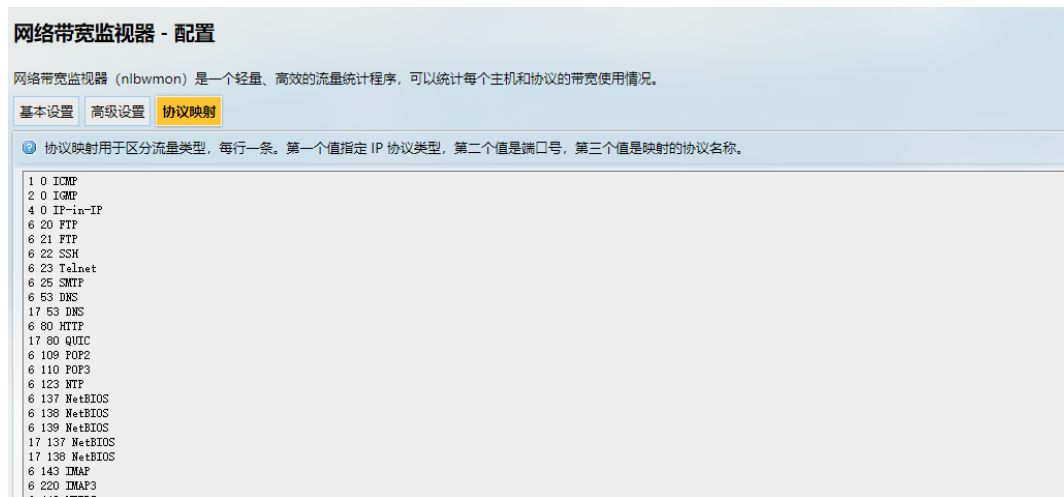 网络带宽监视器 - 配置
网络带宽监视器（nlbwmon）是一个轻量、高效的流量统计程序，可以统计每个主机和协议的带宽使用情况。
基本设置 高级设置 协议映射
协议映射用于区分流量类型，每行一条。第一个值指定 IP 协议类型，第二个值是端口号，第三个值是映射的协议名称。
1 0 ICMP
2 0 IGMP
4 0 IP-in-IP
6 20 FTP
6 21 FTP
6 22 SSH
6 23 Telnet
6 25 SMTP
6 53 DNS
17 53 DNS
6 80 HTTP
17 80 QUIC
6 109 POP2
6 110 POP3
6 123 NTP
6 137 NetBIOS
6 138 NetBIOS
6 139 NetBIOS
17 137 NetBIOS
17 138 NetBIOS
6 143 IMAP
6 220 IMAP3